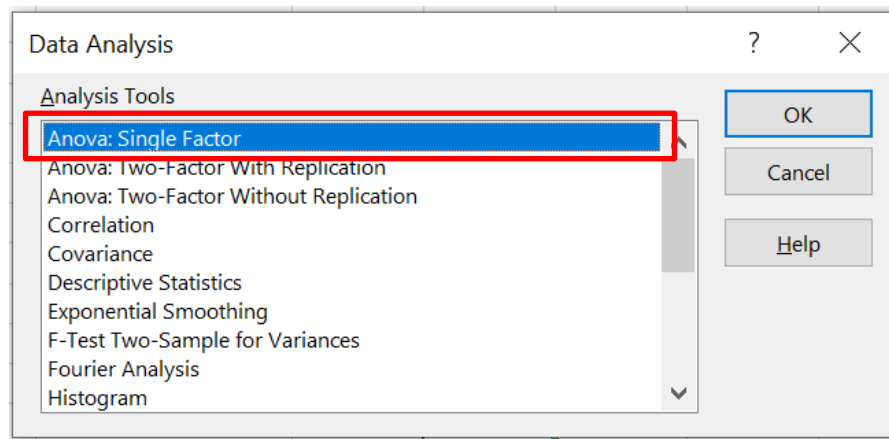 Data Analysis
?
Analysis Tools
Anova: Single Factor
Anova: Two-Factor With Replication
Anova: Two-Factor Without Replication
Correlation
Covariance
Descriptive Statistics
Exponential Smoothing
F-Test Two-Sample for Variances
Fourier Analysis
Histogram
OK
Cancel
Help